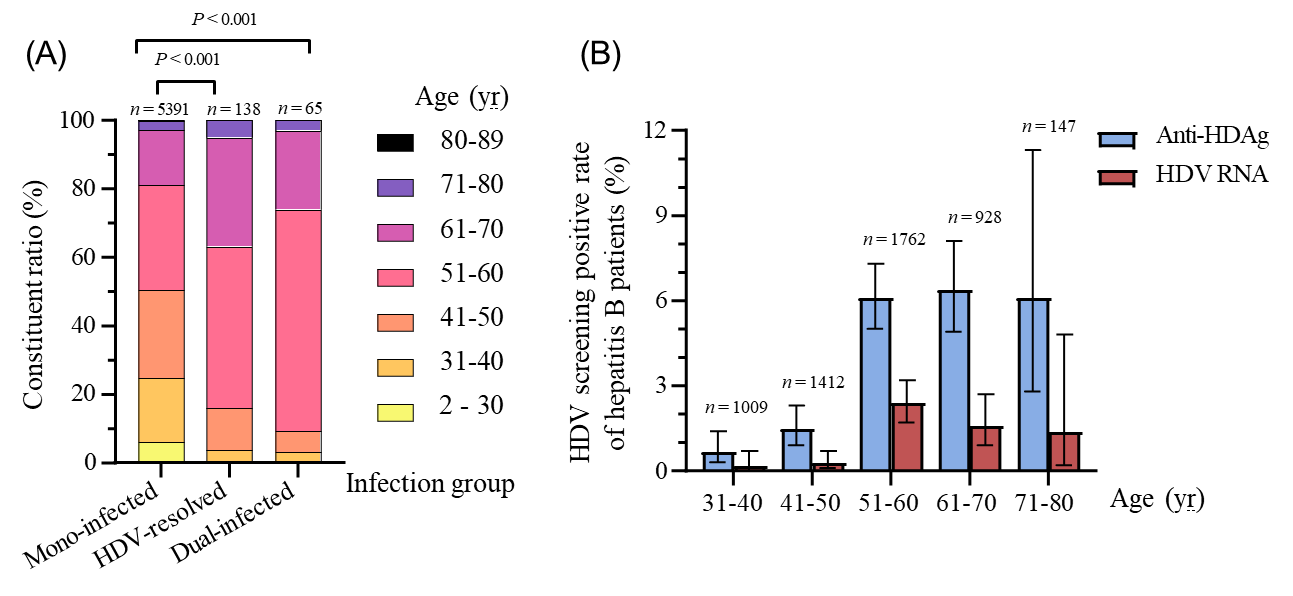 (A)
P < 0.001
P < 0.001
n = 5391
n = 138
n = 65
Constituent ratio (%)
100
80
60
40
20
0
Mono-infected
HDV-resolved
Dual-infected
Infection group
Age (yr)
80-89
71-80
61-70
51-60
41-50
31-40
2 - 30
(B)
HDV screening positive rate
of hepatitis B patients (%)
12
9
6
3
0
n = 1009
n = 1412
n = 1762
n = 928
n = 147
31-40
41-50
51-60
61-70
71-80
Age (yr)
Anti-HDAg
HDV RNA